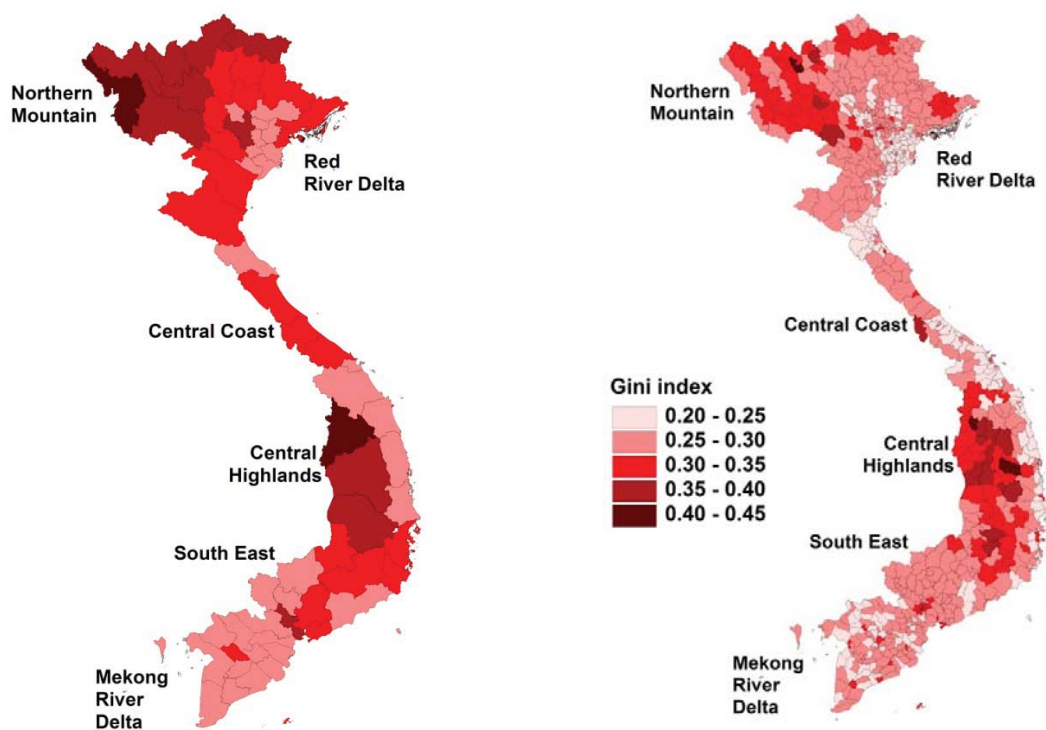 Northern
Mountain
Red
River Delta
Central Coast
Central
Highlands
South East
Mekong
River
Delta
Northern
Mountain
Red
River Delta
Central Coast
Gini index
0.20 - 0.25
0.25 - 0.30
0.30 - 0.35
0.35 - 0.40
0.40 - 0.45
Central
Highlands
South East
Mekong
River
Delta